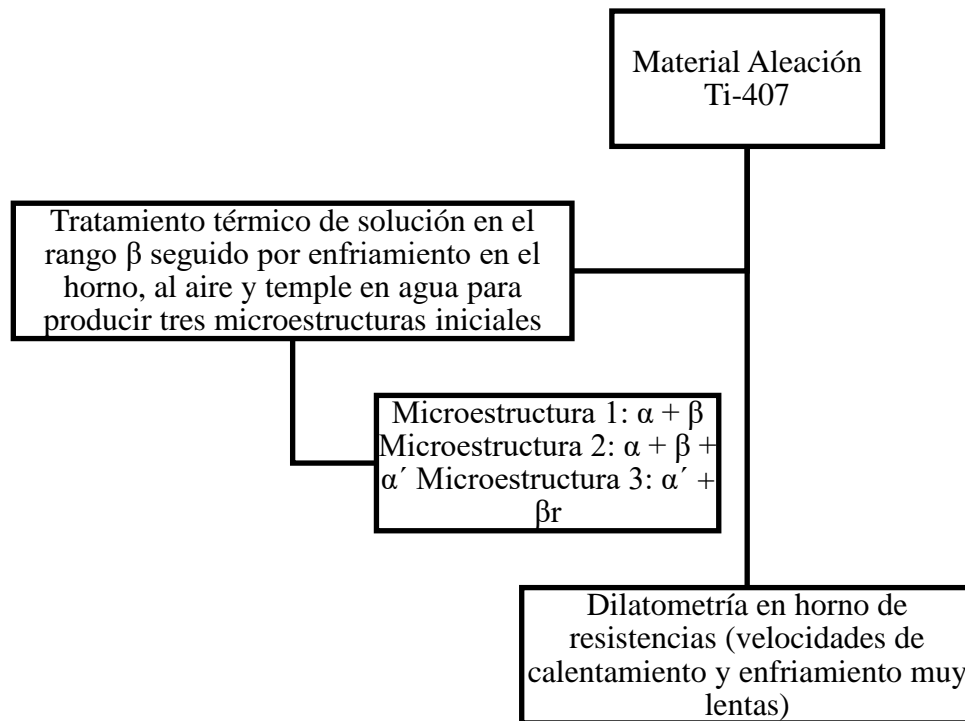 Material Aleación
Ti-407
Tratamiento térmico de solución en el
rango β seguido por enfriamiento en el
horno, al aire y temple en agua para
producir tres microestructuras iniciales
Microestructura 1: α + β
Microestructura 2: α + β +
α´ Microestructura 3: α´ +
βr
Dilatometría en horno de
resistencias (velocidades de
calentamiento y enfriamiento muy
lentas)